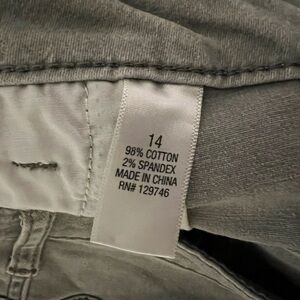 14
98% COTTON
2% SPANDEX
MADE IN CHINA
RN# 129746